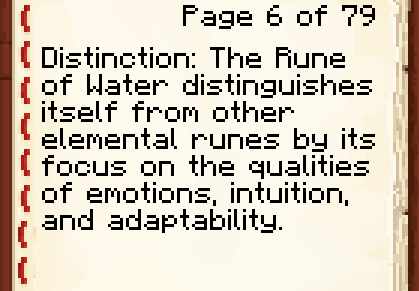 Page 6 of 79
Distinction: The Rune
of Water distinguishes
itself from other
elemental runes by its
focus on the qualities
of emotions, intuition,
and adaptability.